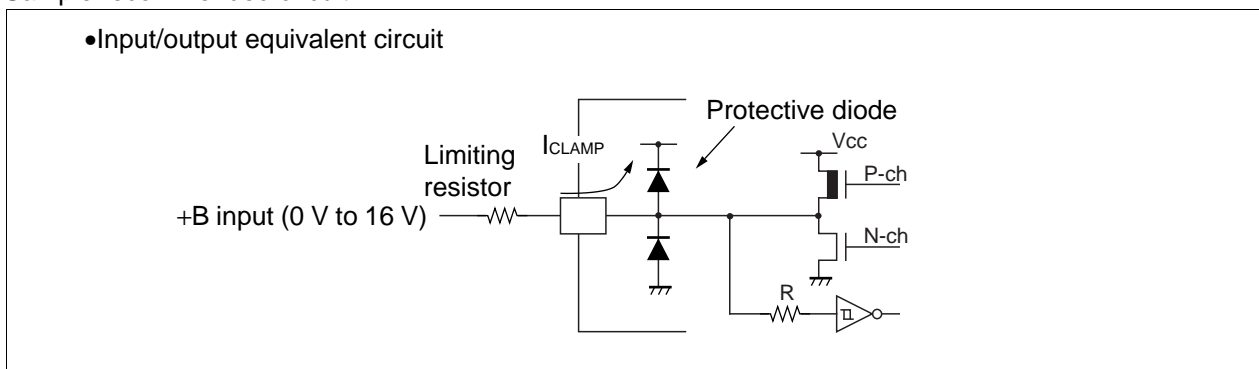 •Input/output equivalent circuit
Protective diode
ICLAMP
Vcc
Limiting
resistor
P-ch
+B input (0 V to 16 V)
N-ch
R